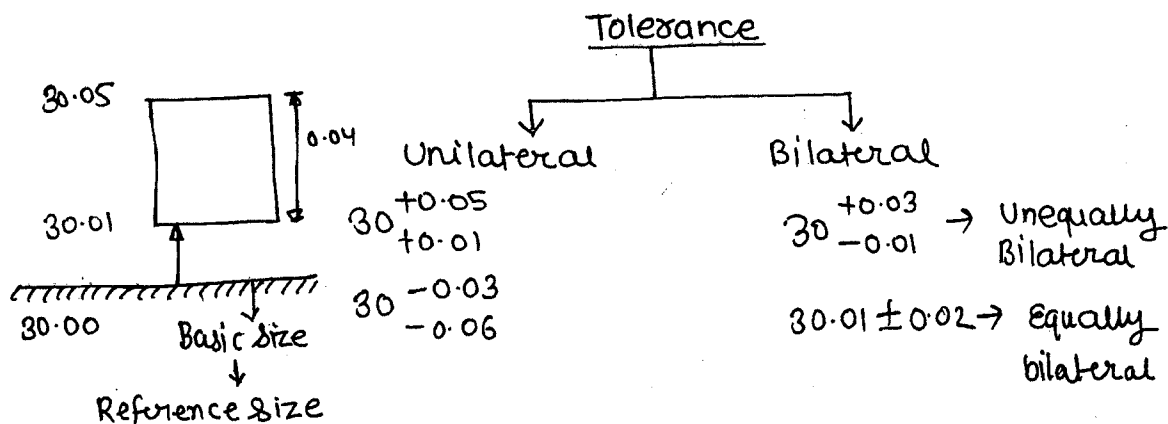 Tolerance
30.05
0.04
30.01
30.00
Basic size
Reference size
Unilateral
30 +0.05
+0.01
30 -0.03
-0.06
Bilateral
30 +0.03
-0.01 → Unequally
Bilateral
30.01 ± 0.02 → Equally
bilateral